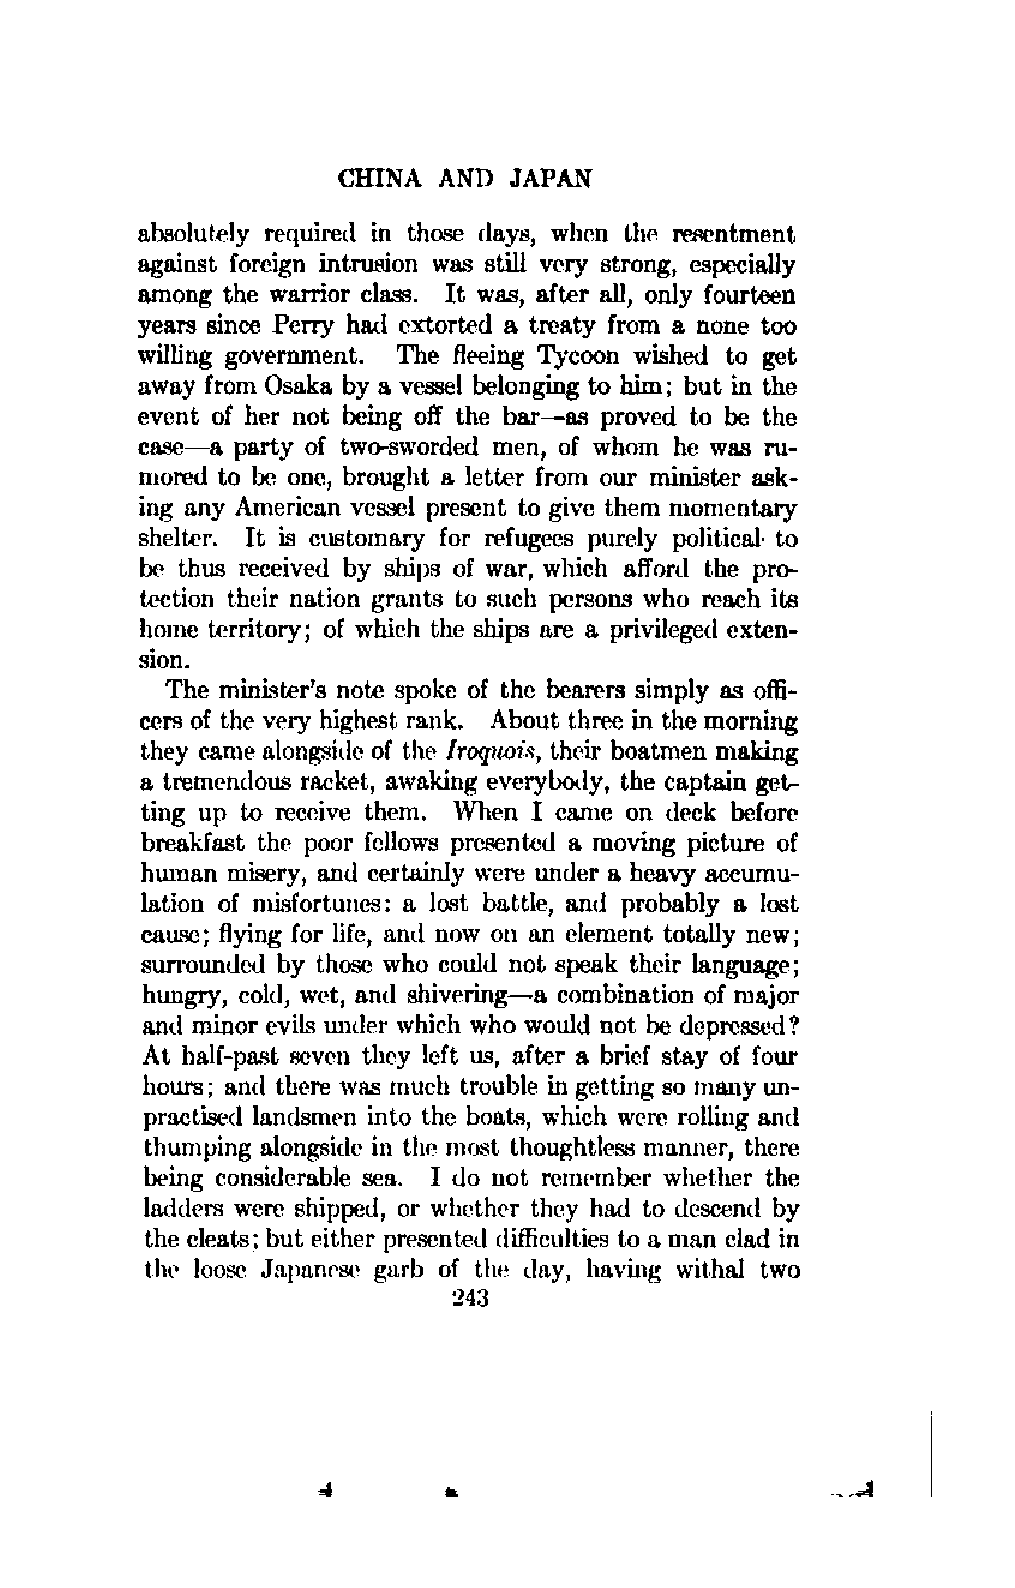 CHINA AND JAPAN
absolutely required in those days, when the resentment
against foreign intrusion was still very strong, especially
among the warrior class. It was, after all, only fourteen
years since Perry had extorted a treaty from a none too
willing government. The fleeing Tycoon wished to get
away from Osaka by a vessel belonging to him; but in the
event of her not being off the bar—as proved to be the
case—a party of two-sworded men, of whom he was ru-
mored to be one, brought a letter from our minister ask-
ing any American vessel present to give them momentary
shelter. It is customary for refugees purely political to
be thus received by ships of war, which afford the pro-
tection their nation grants to such persons who reach its
home territory; of which the ships are a privileged exten-
sion.
The minister's note spoke of the bearers simply as offi-
cers of the very highest rank. About three in the morning
they came alongside of the Iroquois, their boatmen making
a tremendous racket, awaking everybody, the captain get-
ting up to receive them. When I came on deck before
breakfast the poor fellows presented a moving picture of
human misery, and certainly were under a heavy accumu-
lation of misfortunes: a lost battle, and probably a lost
cause; flying for life, and now on an element totally new;
surrounded by those who could not speak their language;
hungry, cold, wet, and shivering—a combination of major
and minor evils under which who would not be depressed?
At half-past seven they left us, after a brief stay of four
hours; and there was much trouble in getting so many un-
practised landsmen into the boats, which were rolling and
thumping alongside in the most thoughtless manner, there
being considerable sea. I do not remember whether the
ladders were shipped, or whether they had to descend by
the cleats; but either presented difficulties to a man clad in
the loose Japanese garb of the day, having withal two
243